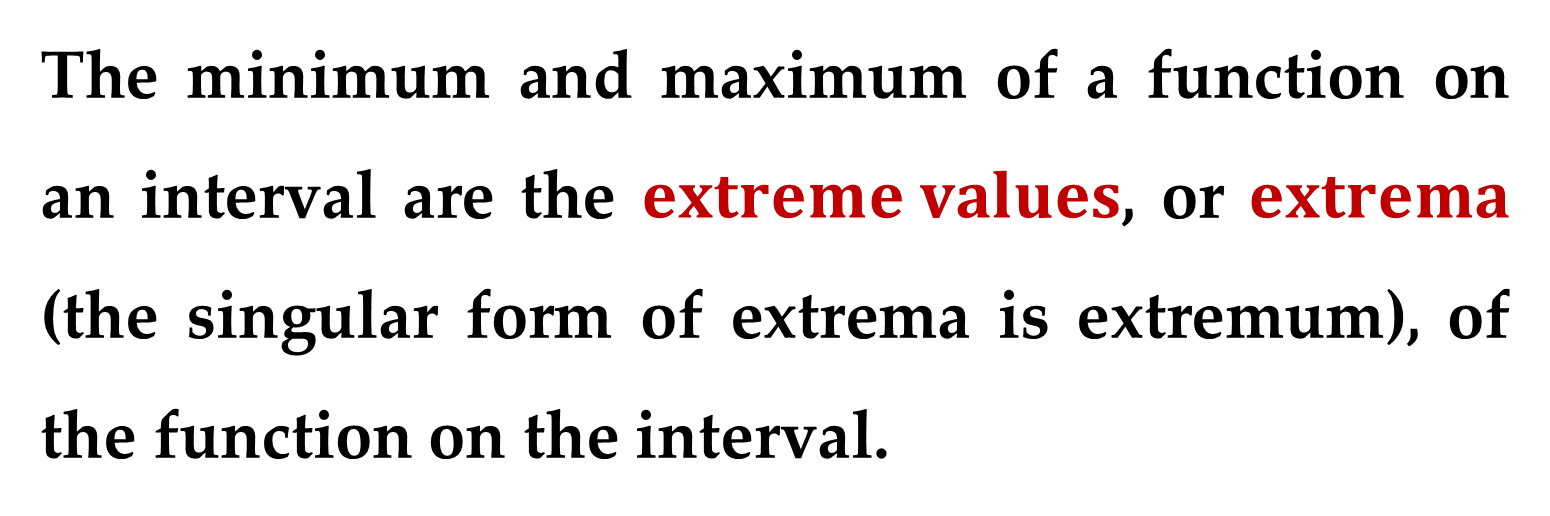 The minimum and maximum of a function on
an interval are the extreme values, or extrema
(the singular form of extrema is extremum), of
the function on the interval.